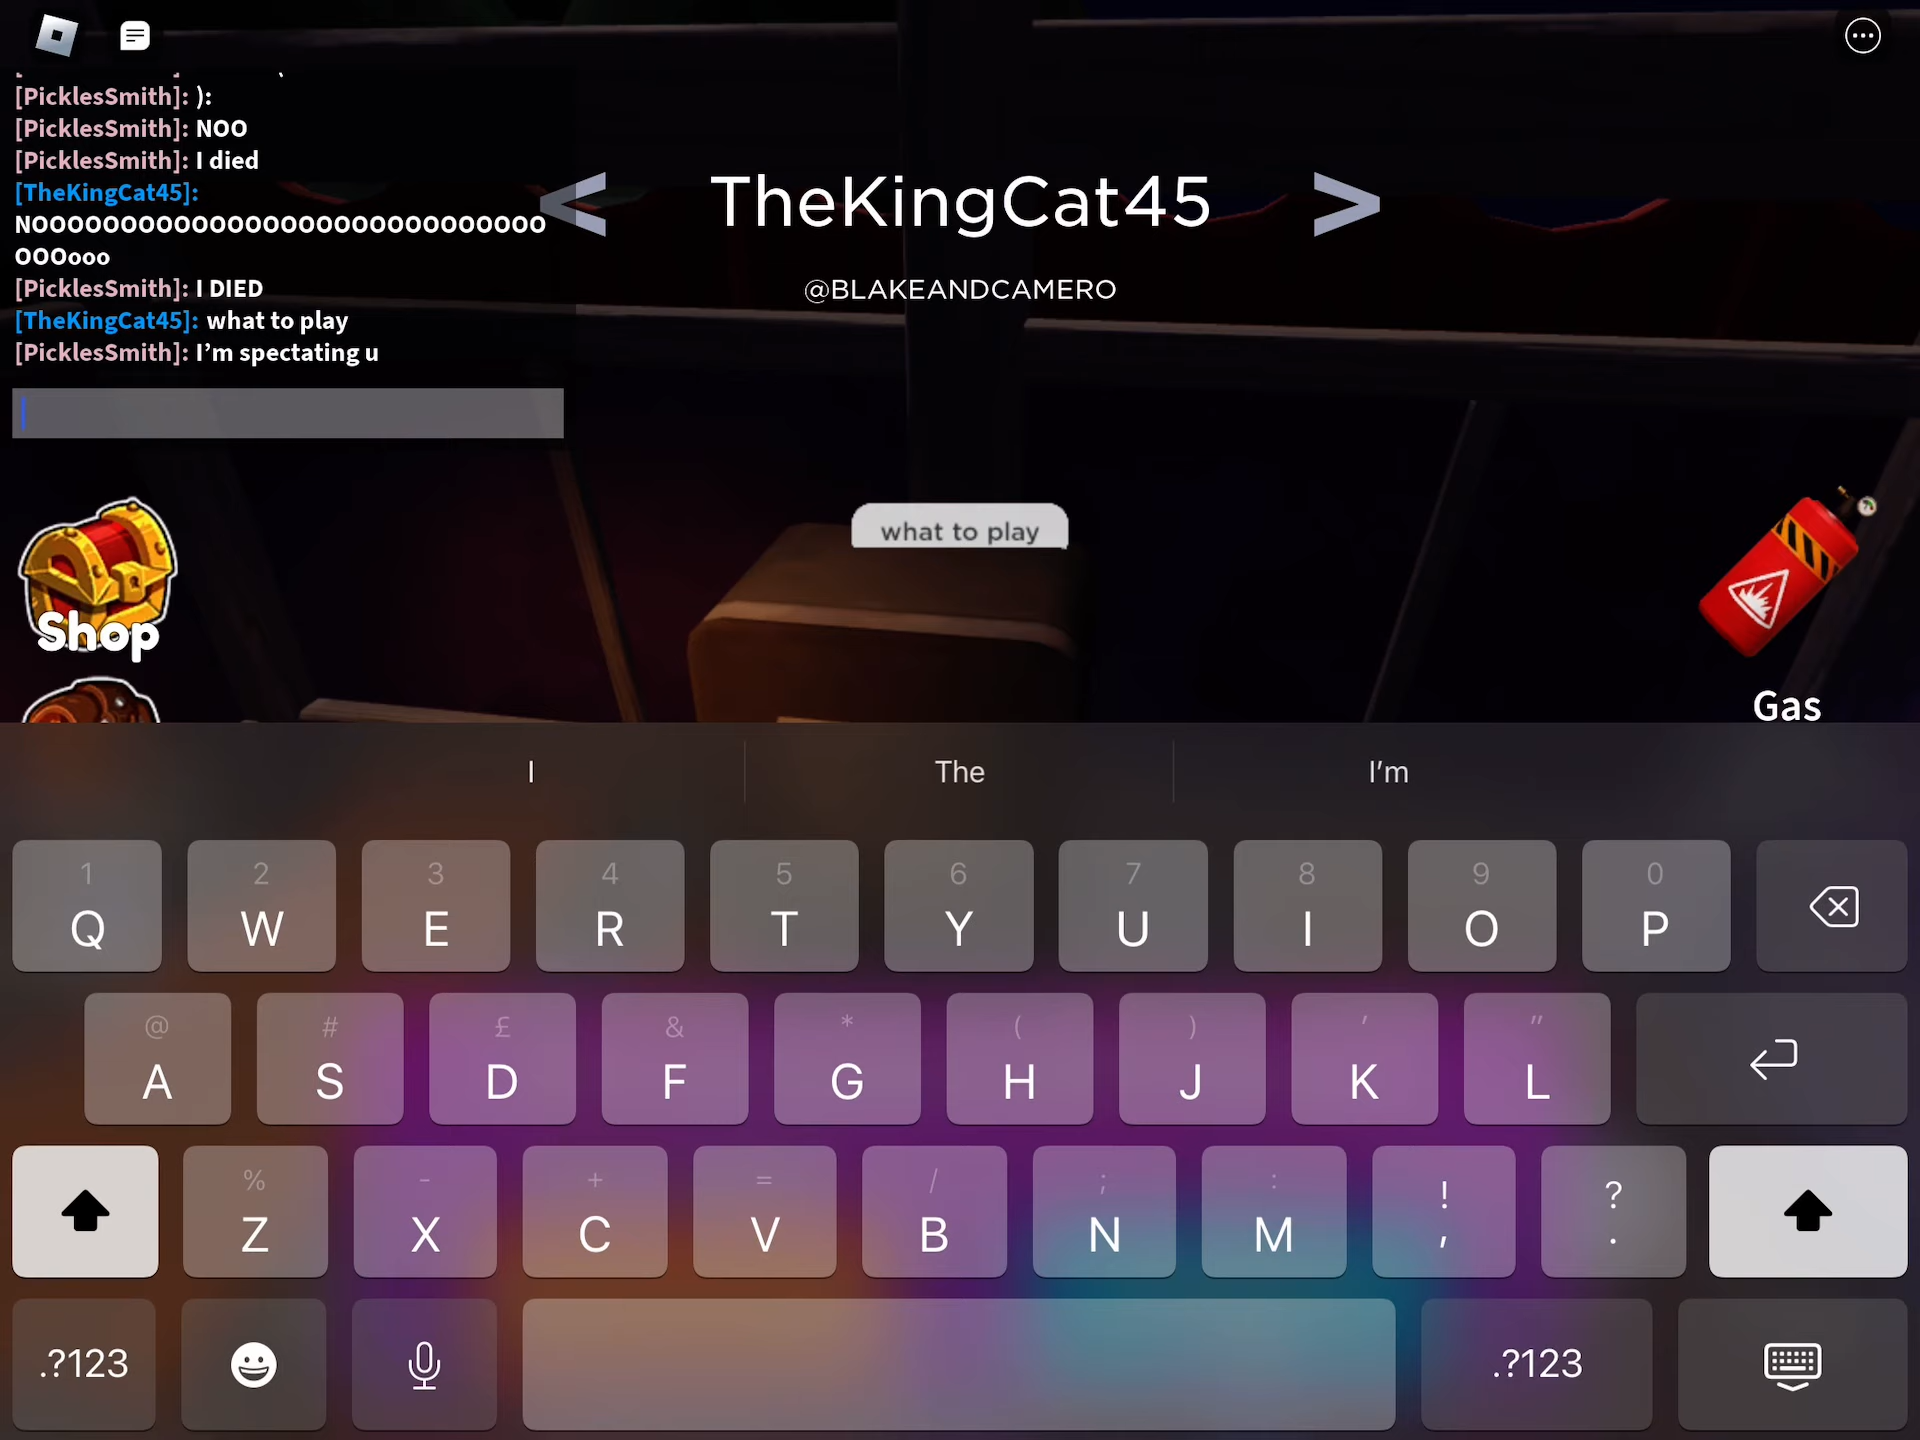 [PicklesSmith]: ):
[PicklesSmith]: NOO
[PicklesSmith]: I died
[TheKingCat45]:
NOOOOOOOOOOOOOOOOOOOOOOOOOOOOO
OOOooo
[PicklesSmith]: I DIED
[TheKingCat45]: what to play
[PicklesSmith]: I’m spectating u
< TheKingCat45 >
@BLAKEANDCAMERO
what to play
Shop
Gas
I The I’m
1 2 3 4 5 6 7 8 9 0
Q W E R T Y U I O P
@ # £ & * ( ) ' "
A S D F G H J K L
% - + = / ; : ! ?
Z X C V B N M , .
.?123 .?123